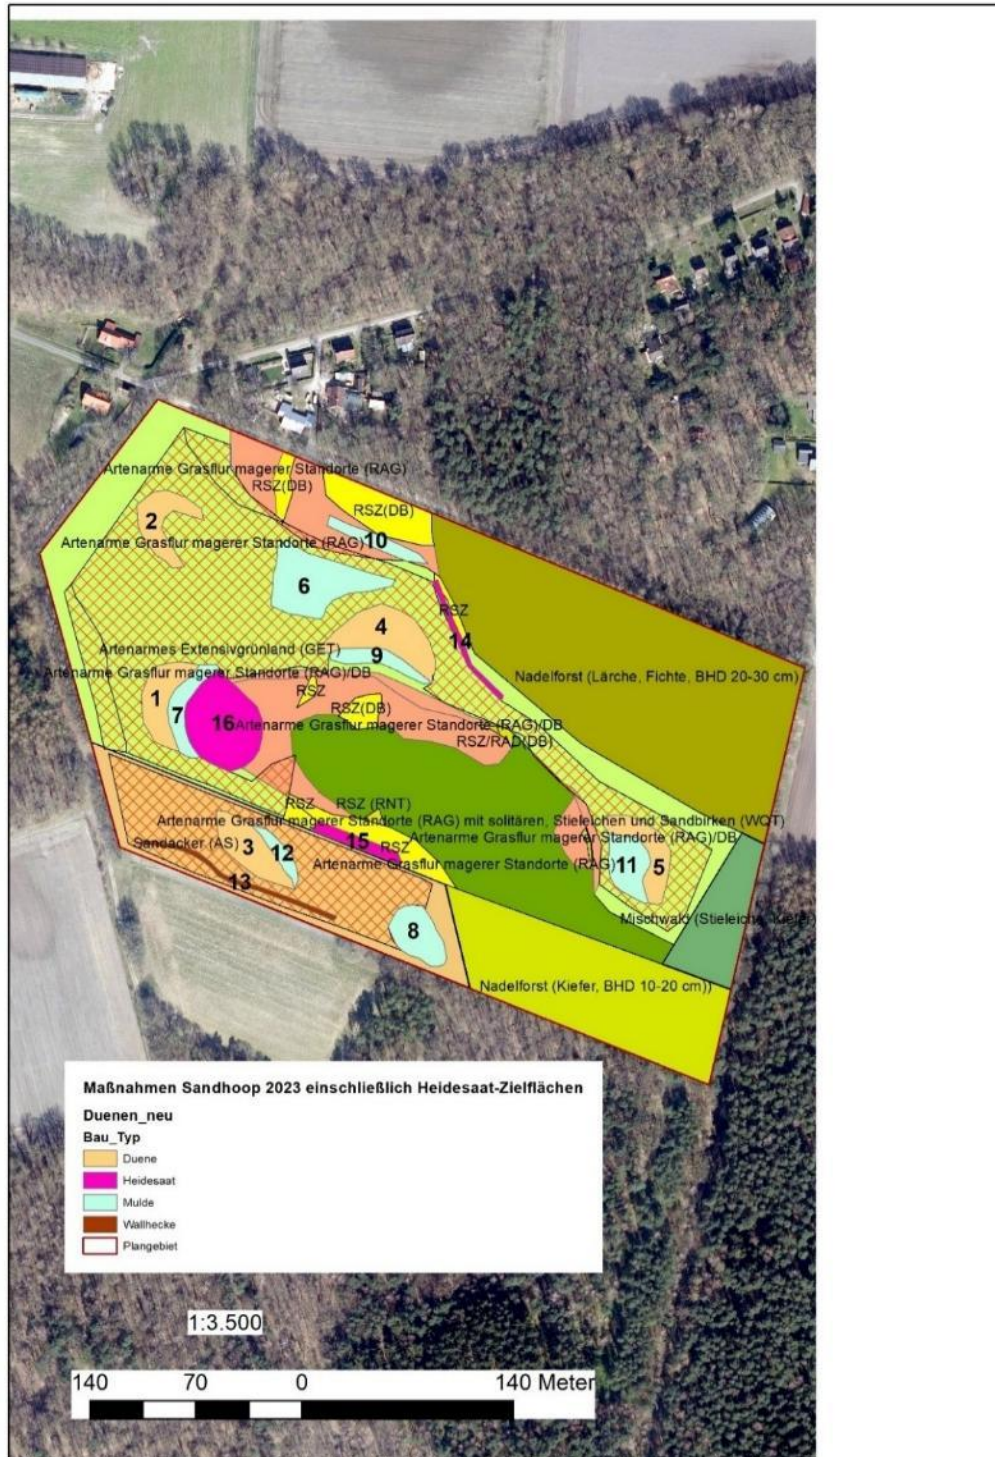 Artenarme Grasflur magerer Standorte (RAG)
RSZ(DB)
RSZ(DB)
2
Artenarme Grasflur magerer Standorte (RAG)
10
6
RSZ
4
14
Artenarmes Extensivgrünland (GET)
9
Artenarme Grasflur magerer Standorte (RAG)/DB
Nadelforst (Lärche, Fichte, BHD 20-30 cm)
RSZ
1
RSZ(DB)
7
16
Artenarme Grasflur magerer Standorte (RAG)/DB
RSZ/RAD(DB)
RSZ
RSZ (RNT)
Artenarme Grasflur magerer Standorte (RAG) mit solitären, Stieleichen und Sandbirken (WQT)
Artenarme Grasflur magerer Standorte (RAG)/DB
Sandacker (AS)
3
15
RSZ
12
Artenarme Grasflur magerer Standorte (RAG)
11
5
13
Mischwald (Stieleiche, Kiefer
8
Nadelforst (Kiefer, BHD 10-20 cm))
Maßnahmen Sandhoop 2023 einschließlich Heidesaat-Zielflächen
Duenen_neu
Bau_Typ
Duene
Heidesaat
Mulde
Wallhecke
Plangebiet
1:3.500
140 70 0 140 Meter